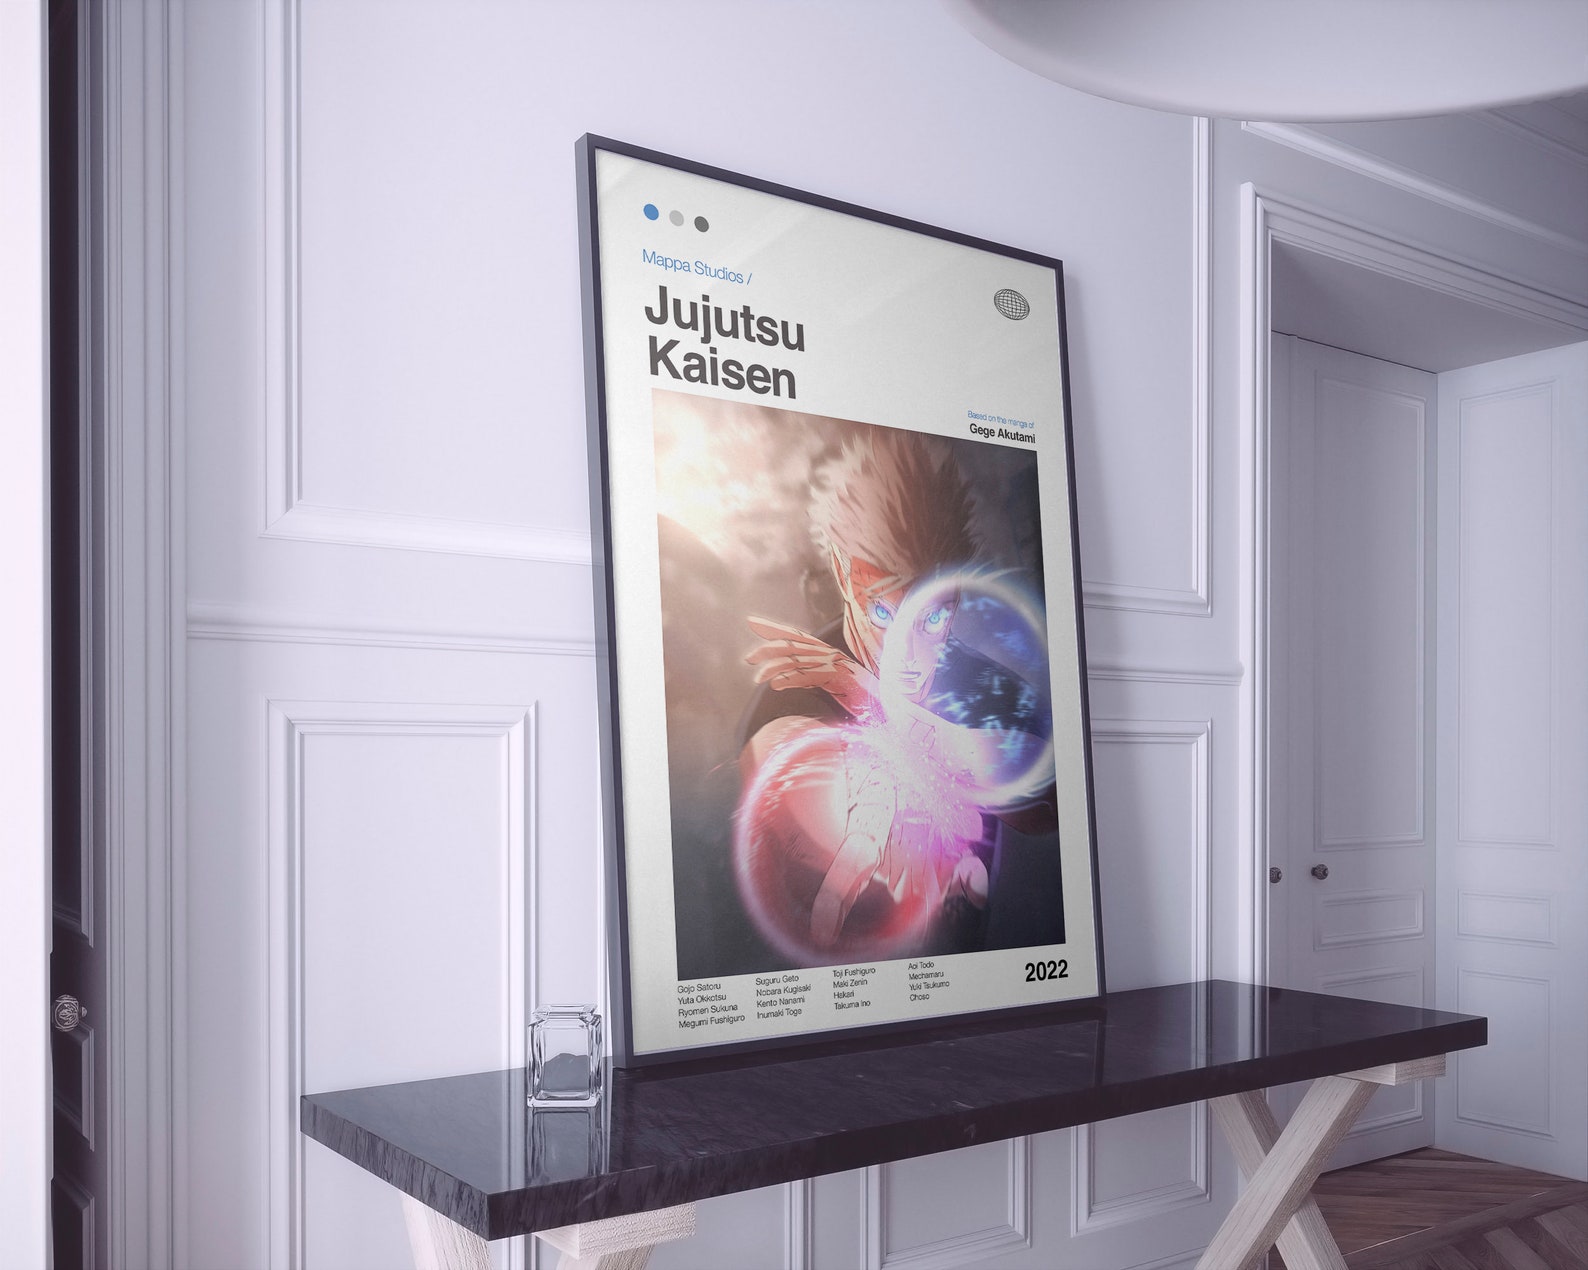 Mappa Studios /
Jujutsu
Kaisen
Based on the manga of
Gege Akutami
Gojo Satoru
Yuta Okkotsu
Ryomen Sukuna
Megumi Fushiguro
Suguru Geto
Nobara Kugisaki
Kento Nanami
Inumaki Toge
Toji Fushiguro
Maki Zenin
Hakari
Takuma Ino
Aoi Todo
Mechamaru
Yuki Tsukumo
Choso
2022